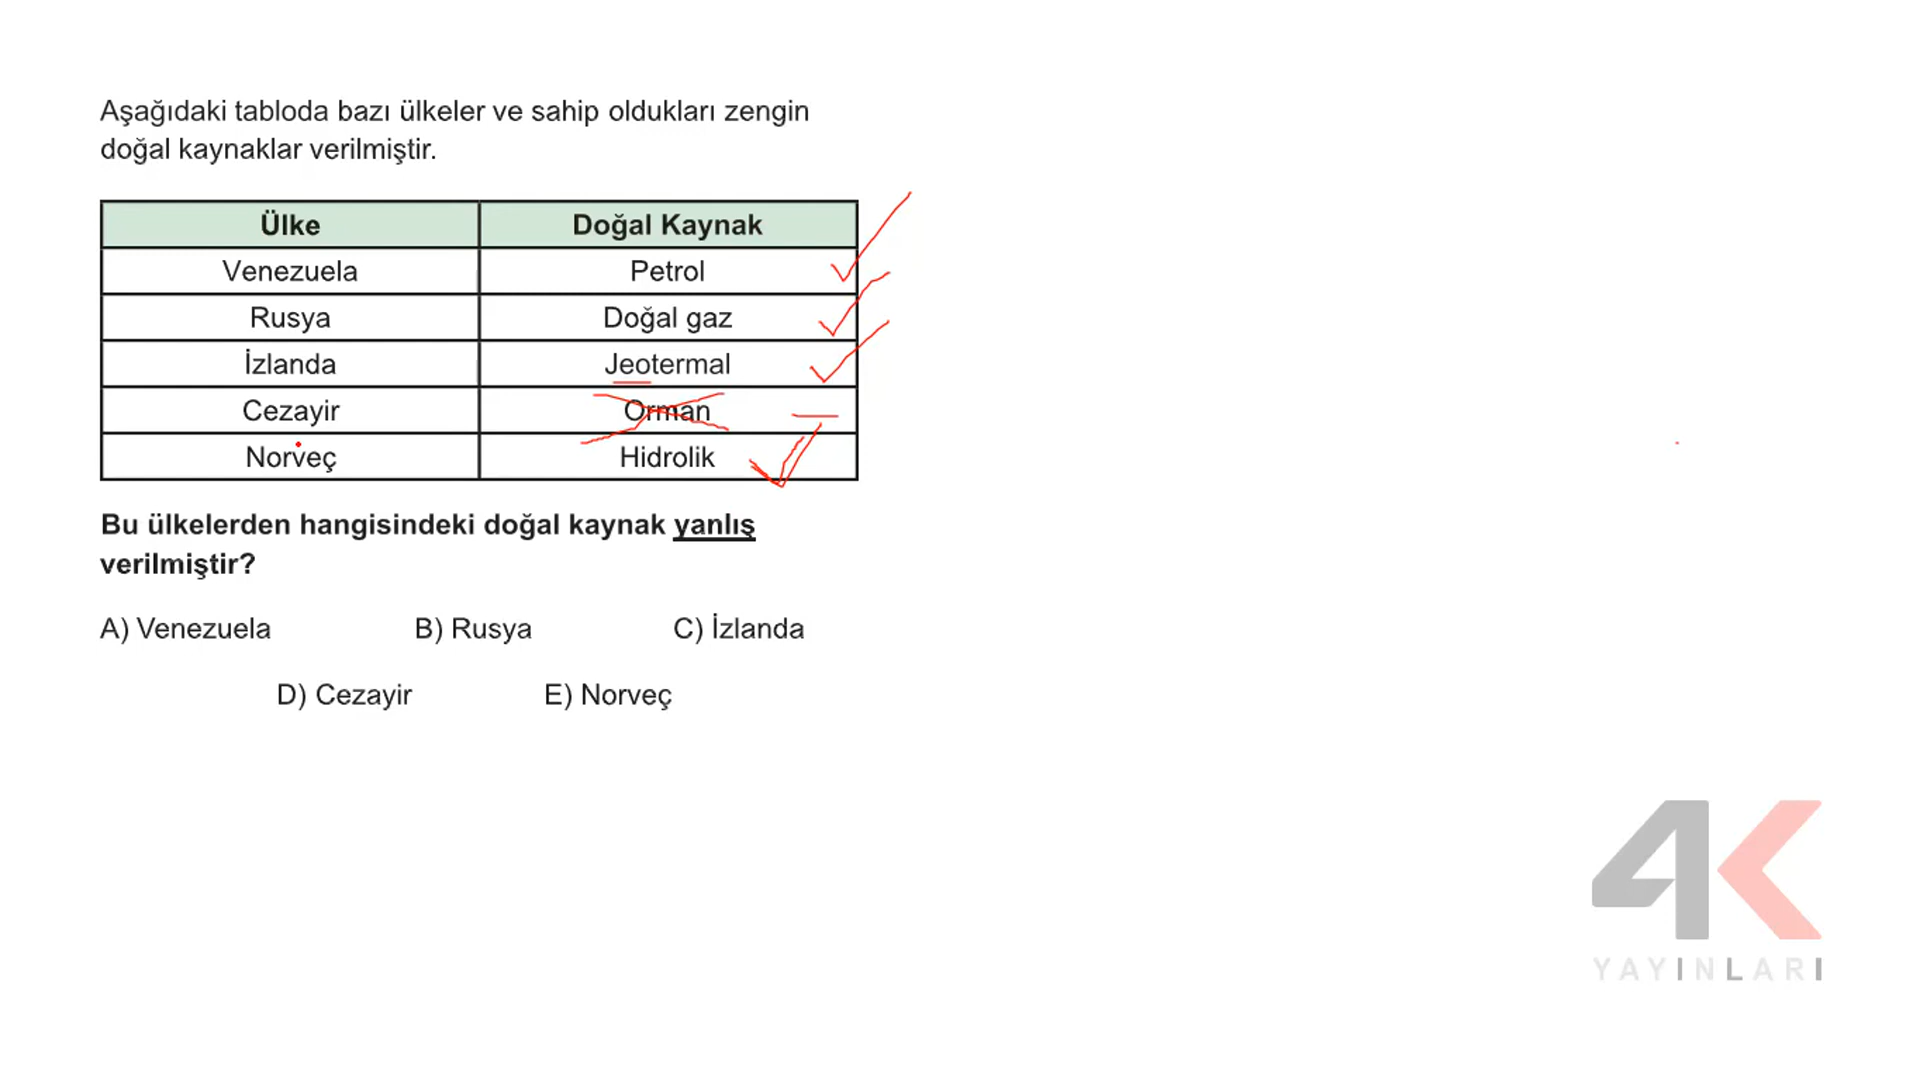 Aşağıdaki tabloda bazı ülkeler ve sahip oldukları zengin
doğal kaynaklar verilmiştir.
Ülke Doğal Kaynak
Venezuela Petrol
Rusya Doğal gaz
İzlanda Jeotermal
Cezayir Orman
Norveç Hidrolik
Bu ülkelerden hangisindeki doğal kaynak yanlış
verilmiştir?
A) Venezuela B) Rusya C) İzlanda
D) Cezayir E) Norveç
4K
YAYINLARI